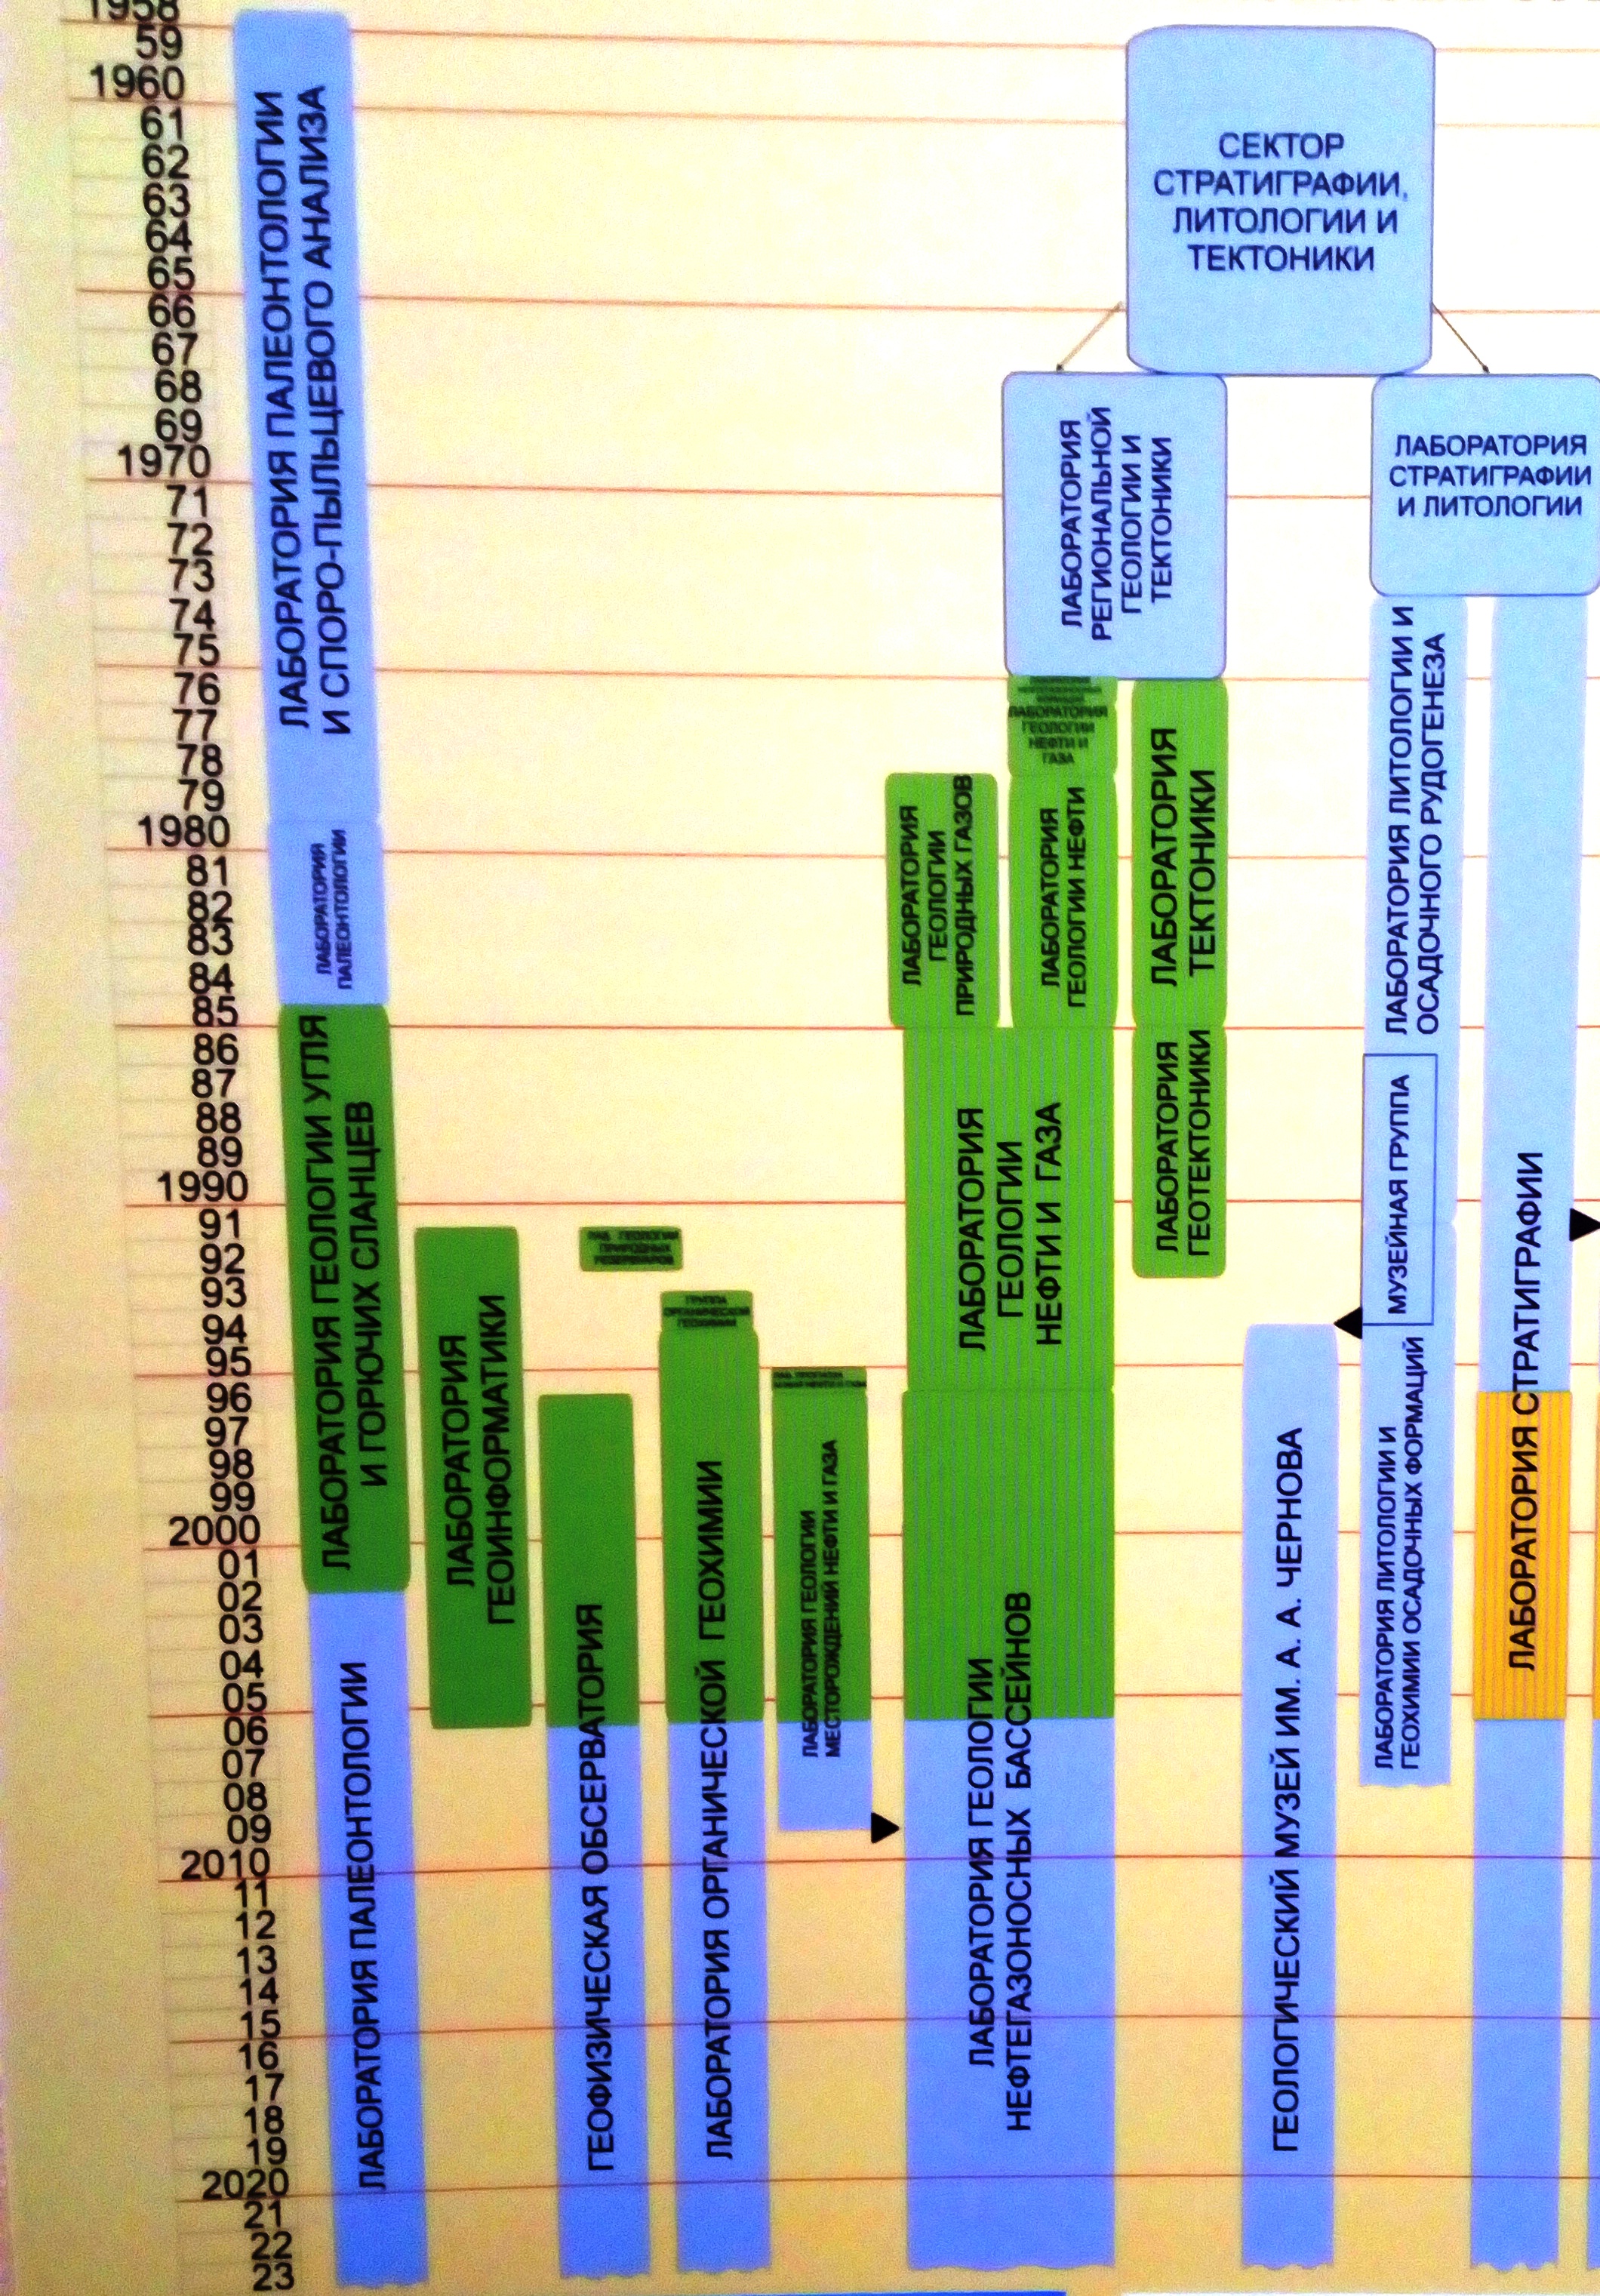 1958
59
1960
61
62
63
64
65
66
67
68
69
1970
71
72
73
74
75
76
77
78
79
1980
81
82
83
84
85
86
87
88
89
1990
91
92
93
94
95
96
97
98
99
2000
01
02
03
04
05
06
07
08
09
2010
11
12
13
14
15
16
17
18
19
2020
21
22
23
ЛАБОРАТОРИЯ ПАЛЕОНТОЛОГИИ
И СПОРО-ПЫЛЬЦЕВОГО АНАЛИЗА
ЛАБОРАТОРИЯ
ПАЛЕОНТОЛОГИИ
ЛАБОРАТОРИЯ ГЕОЛОГИИ УГЛЯ
И ГОРЮЧИХ СЛАНЦЕВ
ЛАБОРАТОРИЯ ПАЛЕОНТОЛОГИИ
ЛАБОРАТОРИЯ
ГЕОИНФОРМАТИКИ
ГЕОФИЗИЧЕСКАЯ ОБСЕРВАТОРИЯ
ЛАБ. ГЕОЛОГИИ
ПРИРОДНЫХ
РЕЗЕРВУАРОВ
ГРУППА
ОРГАНИЧЕСКОЙ
ГЕОХИМИИ
ЛАБОРАТОРИЯ ОРГАНИЧЕСКОЙ ГЕОХИМИИ
ЛАБОРАТОРИЯ ГЕОЛОГИИ
МЕСТОРОЖДЕНИЙ НЕФТИ И ГАЗА
СЕКТОР
СТРАТИГРАФИИ,
ЛИТОЛОГИИ И
ТЕКТОНИКИ
ЛАБОРАТОРИЯ
РЕГИОНАЛЬНОЙ
ГЕОЛОГИИ И
ТЕКТОНИКИ
ЛАБОРАТОРИЯ
ГЕОЛОГИИ
НЕФТИ И
ГАЗА
ЛАБОРАТОРИЯ
ГЕОЛОГИИ
ПРИРОДНЫХ ГАЗОВ
ЛАБОРАТОРИЯ
ГЕОЛОГИИ НЕФТИ
ЛАБОРАТОРИЯ
ТЕКТОНИКИ
ЛАБОРАТОРИЯ
ГЕОЛОГИИ
НЕФТИ И ГАЗА
ЛАБОРАТОРИЯ
ГЕОТЕКТОНИКИ
ЛАБОРАТОРИЯ ГЕОЛОГИИ
НЕФТЕГАЗОНОСНЫХ БАССЕЙНОВ
ГЕОЛОГИЧЕСКИЙ МУЗЕЙ ИМ. А. А. ЧЕРНОВА
ЛАБОРАТОРИЯ
СТРАТИГРАФИИ
И ЛИТОЛОГИИ
ЛАБОРАТОРИЯ ЛИТОЛОГИИ И
ОСАДОЧНОГО РУДОГЕНЕЗА
МУЗЕЙНАЯ ГРУППА
ЛАБОРАТОРИЯ ЛИТОЛОГИИ И
ГЕОХИМИИ ОСАДОЧНЫХ ФОРМАЦИЙ
ЛАБОРАТОРИЯ СТРАТИГРАФИИ